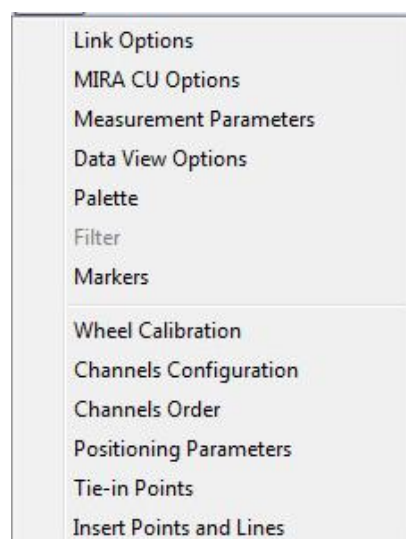 Link Options
MIRA CU Options
Measurement Parameters
Data View Options
Palette
Filter
Markers
Wheel Calibration
Channels Configuration
Channels Order
Positioning Parameters
Tie-in Points
Insert Points and Lines